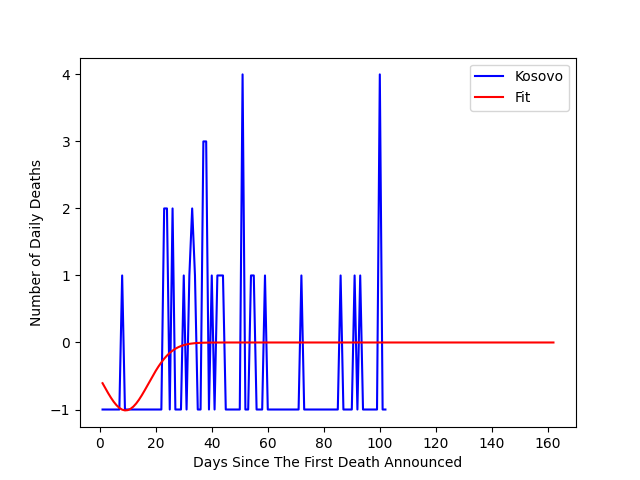 Kosovo
Fit
4
3
2
1
0
−1
Number of Daily Deaths
0 20 40 60 80 100 120 140 160
Days Since The First Death Announced